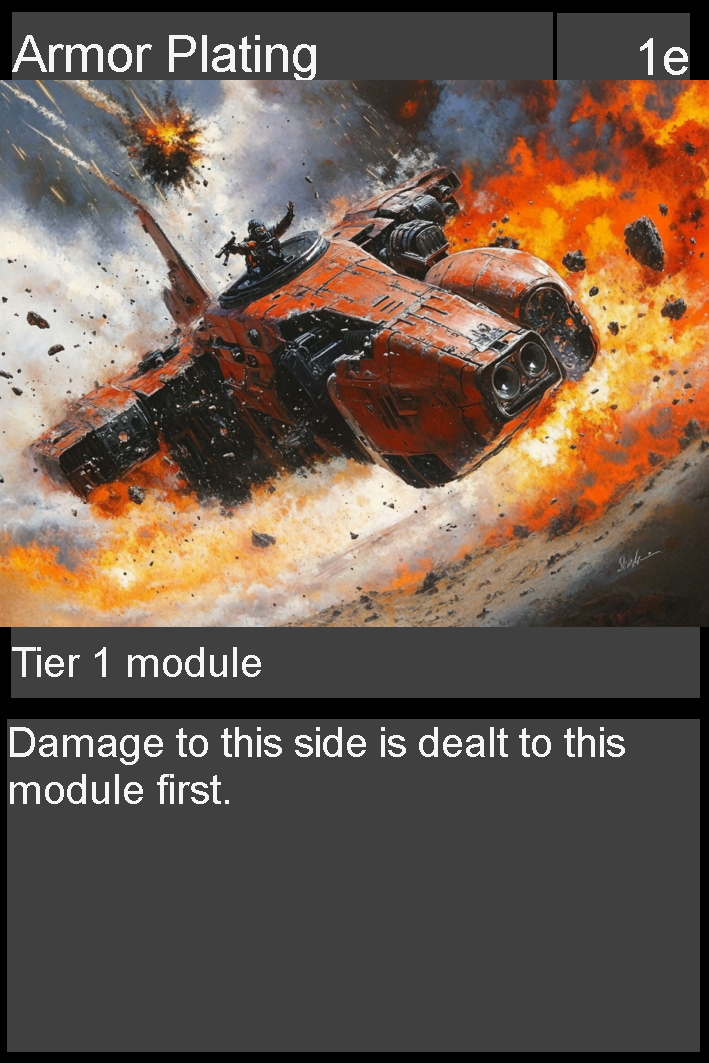 Armor Plating 1e
Tier 1 module
Damage to this side is dealt to this
module first.